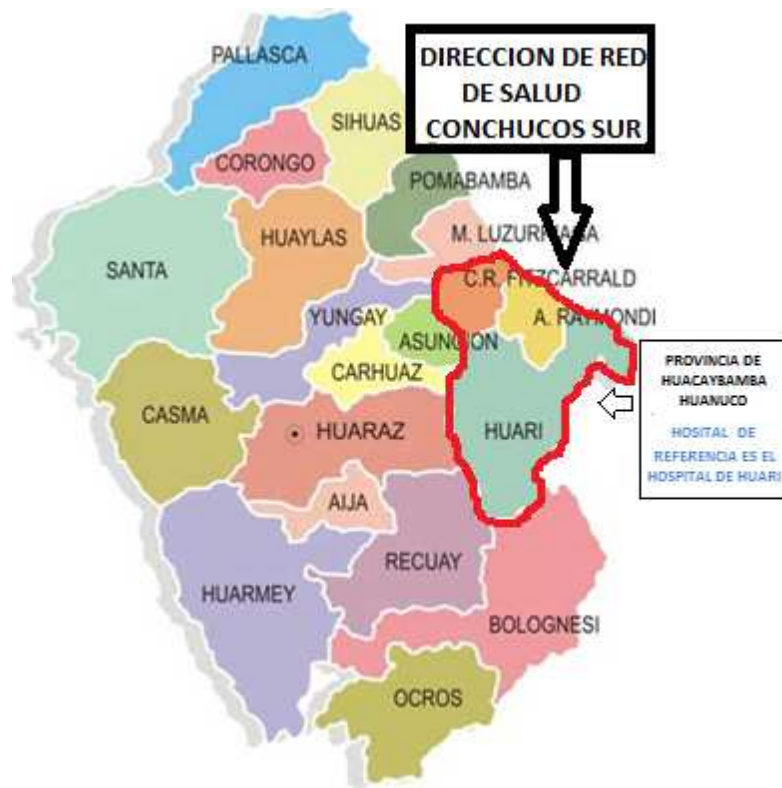 PALLASCA
DIRECCION DE RED
DE SALUD
CONCHUCOS SUR
SIHUAS
CORONGO
POMABAMBA
M. LUZURIAGA
HUAYLAS
SANTA
C.R. FITZCARRALD
YUNGAY
A. RAYMONDI
ASUNCION
CARHUAZ
PROVINCIA DE
HUACAYBAMBA
HUANUCO
HOSITAL DE
REFERENCIA ES EL
HOSPITAL DE HUARI
CASMA
HUARAZ
HUARI
AIJA
RECUAY
HUARMEY
BOLOGNESI
OCROS